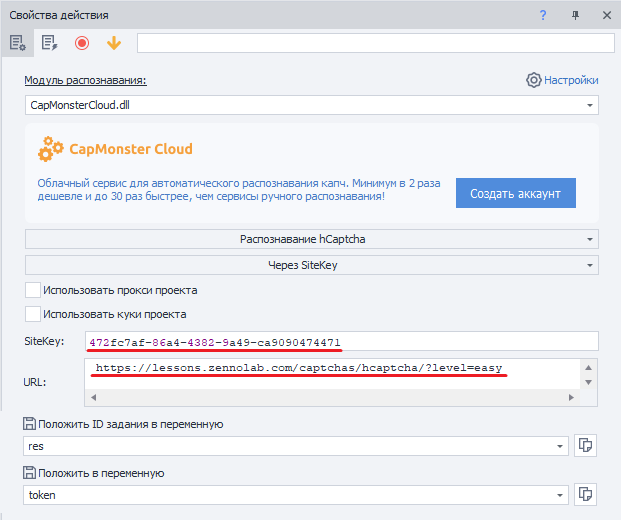 Свойства действия
?
Модуль распознавания:
Настройки
CapMonsterCloud.dll
CapMonster Cloud
Облачный сервис для автоматического распознавания капч. Минимум в 2 раза
дешевле и до 30 раз быстрее, чем сервисы ручного распознавания!
Создать аккаунт
Распознавание hCaptcha
Через SiteKey
Использовать прокси проекта
Использовать куки проекта
SiteKey:
472fc7af-86a4-4382-9a49-ca9090474471
URL:
https://lessons.zennolab.com/captchas/hcaptcha/?level=easy
Положить ID задания в переменную
res
Положить в переменную
token